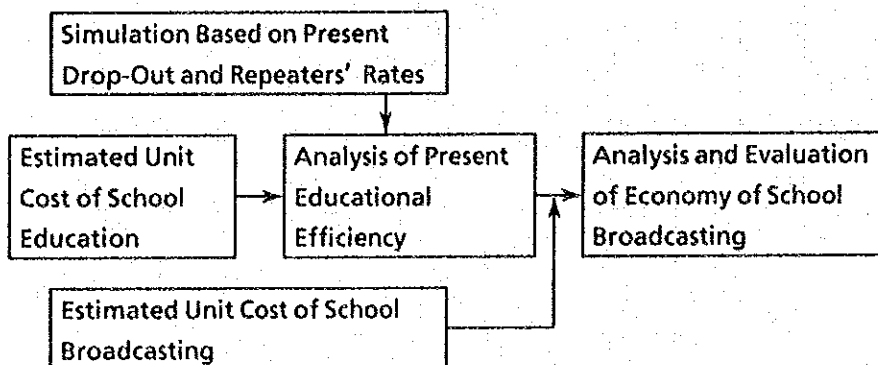 Simulation Based on Present
Drop-Out and Repeaters' Rates
Estimated Unit
Cost of School
Education
Analysis of Present
Educational
Efficiency
Analysis and Evaluation
of Economy of School
Broadcasting
Estimated Unit Cost of School
Broadcasting